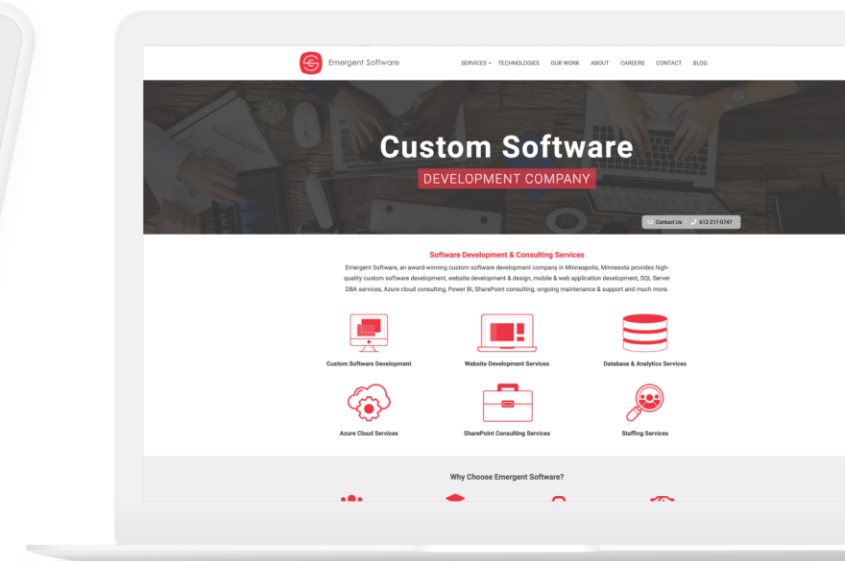 Emergent Software
SERVICES TECHNOLOGIES OUR WORK ABOUT CAREERS CONTACT BLOG
Custom Software
DEVELOPMENT COMPANY
Contact Us 612-217-0747
Software Development & Consulting Services
Emergent Software, an award-winning custom software development company in Minneapolis, Minnesota provides high-
quality custom software development, website development & design, mobile & web application development, SQL Server
DBA services, Azure cloud consulting, Power BI, SharePoint consulting, ongoing maintenance & support and much more.
Custom Software Development Website Development Services Database & Analytics Services
Azure Cloud Services SharePoint Consulting Services Staffing Services
Why Choose Emergent Software?